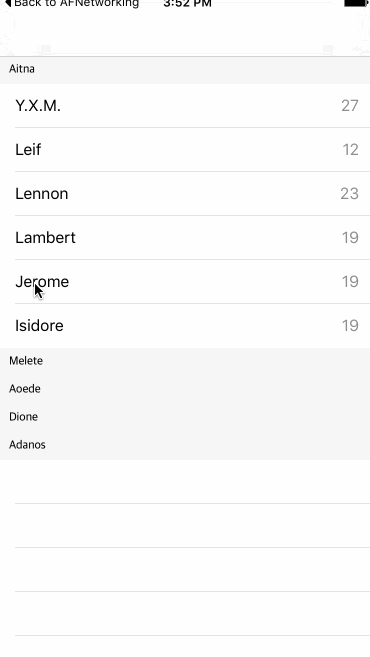 Back to AFNetworking 3:52 PM
Aitna
Y.X.M. 27
Leif 12
Lennon 23
Lambert 19
Jerome 19
Isidore 19
Melete
Aoede
Dione
Adanos